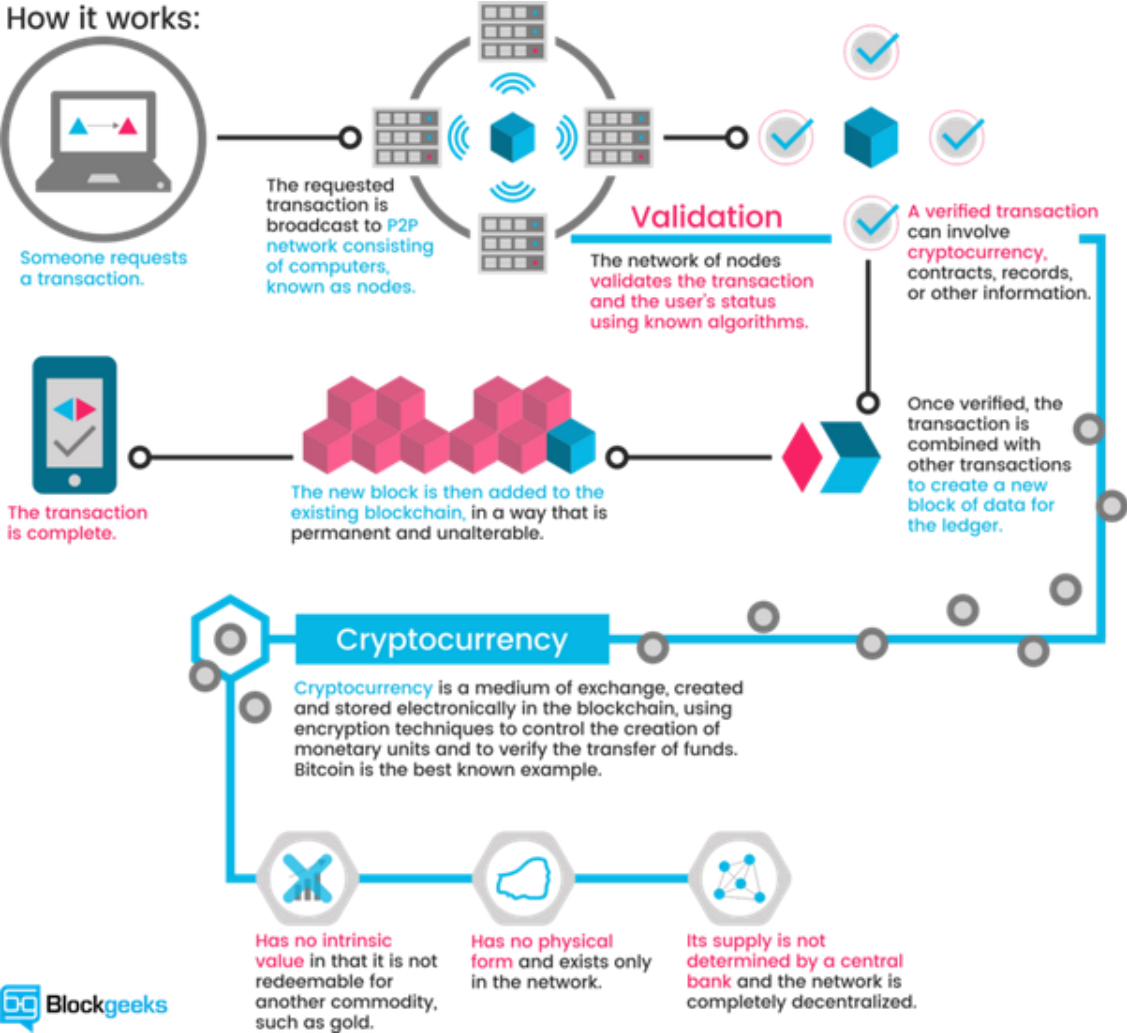 How it works:
Someone requests
a transaction.
The requested
transaction is
broadcast to P2P
network consisting
of computers,
known as nodes.
Validation
The network of nodes
validates the transaction
and the user's status
using known algorithms.
A verified transaction
can involve
cryptocurrency,
contracts, records,
or other information.
Once verified, the
transaction is
combined with
other transactions
to create a new
block of data for
the ledger.
The new block is then added to the
existing blockchain, in a way that is
permanent and unalterable.
The transaction
is complete.
Cryptocurrency
Cryptocurrency is a medium of exchange, created
and stored electronically in the blockchain, using
encryption techniques to control the creation of
monetary units and to verify the transfer of funds.
Bitcoin is the best known example.
Has no intrinsic
value in that it is not
redeemable for
another commodity,
such as gold.
Has no physical
form and exists only
in the network.
Its supply is not
determined by a central
bank and the network is
completely decentralized.
Blockgeeks